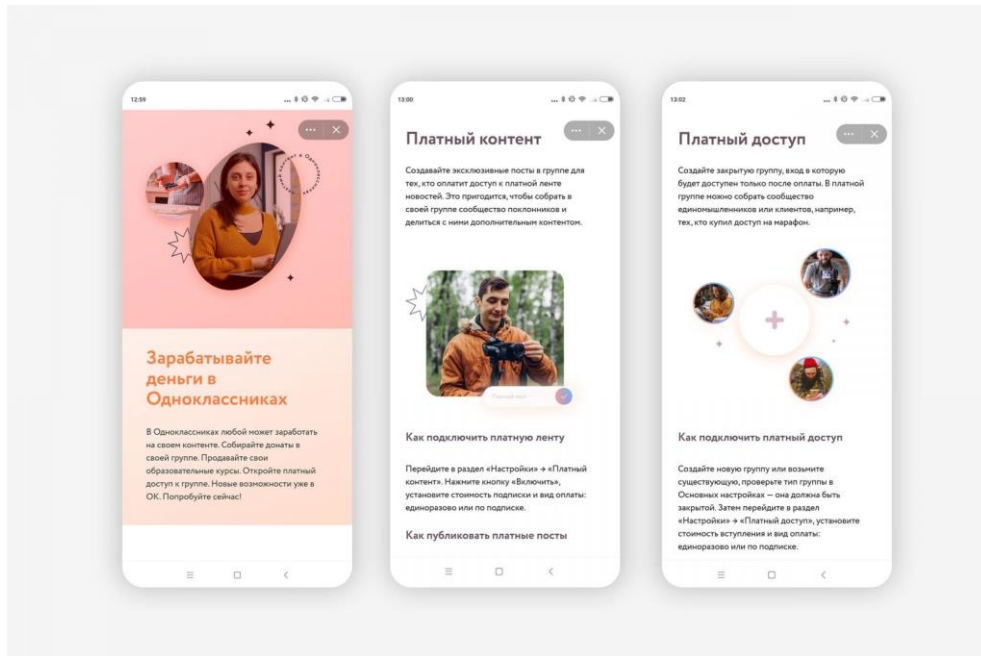 12:59
Зарабатывайте
деньги в
Одноклассниках
В Одноклассниках любой может заработать
на своем контенте. Собирайте донаты в
своей группе. Продавайте свои
образовательные курсы. Откройте платный
доступ к группе. Новые возможности уже в
ОК. Попробуйте сейчас!
13:00
Платный контент
Создавайте эксклюзивные посты в группе для
тех, кто оплатит доступ к платной ленте
новостей. Это пригодится, чтобы собрать в
своей группе сообщество поклонников и
делиться с ними дополнительным контентом.
Платный пост
Как подключить платную ленту
Перейдите в раздел «Настройки» → «Платный
контент». Нажмите кнопку «Включить»,
установите стоимость подписки и вид оплаты:
единоразово или по подписке.
Как публиковать платные посты
13:02
Платный доступ
Создайте закрытую группу, вход в которую
будет доступен только после оплаты. В платной
группе можно собрать сообщество
единомышленников или клиентов, например,
тех, кто купил доступ на марафон.
Как подключить платный доступ
Создайте новую группу или возьмите
существующую, проверьте тип группы в
Основных настройках — она должна быть
закрытой. Затем перейдите в раздел
«Настройки» → «Платный доступ», установите
стоимость вступления и вид оплаты:
единоразово или по подписке.